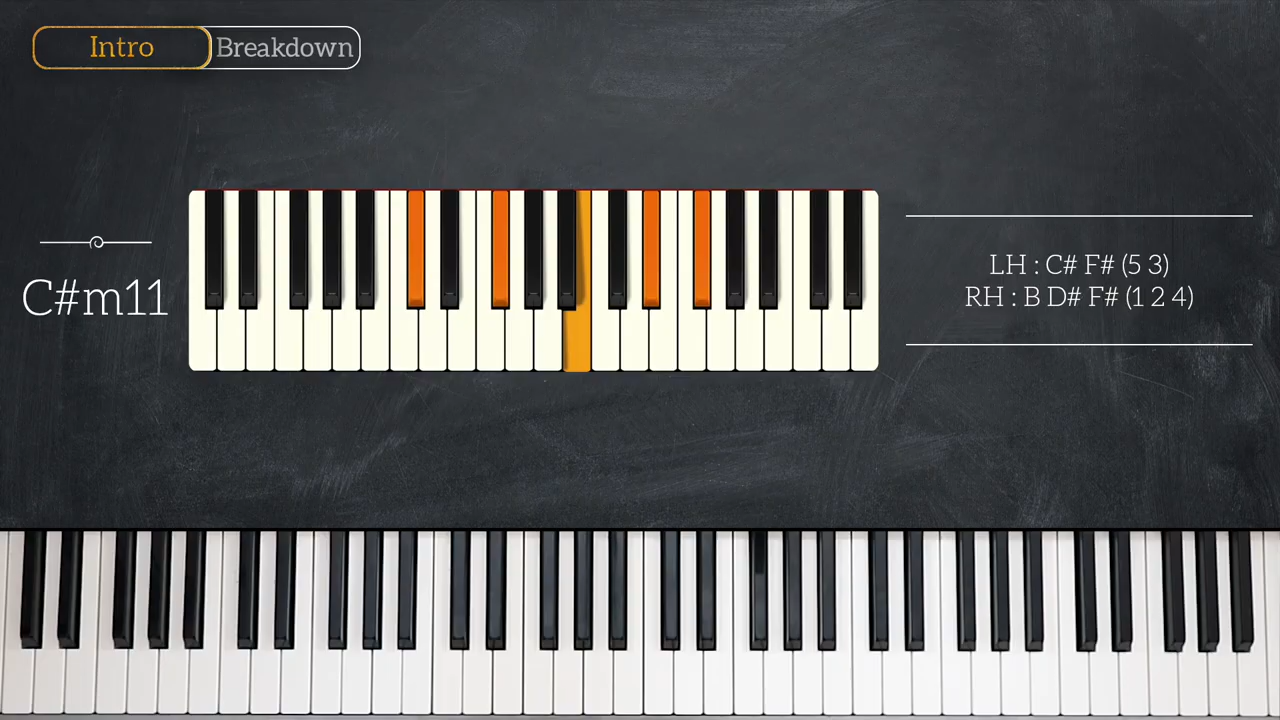 Intro
Breakdown
C#m11
LH : C# F# (5 3)
RH : B D# F# (1 2 4)